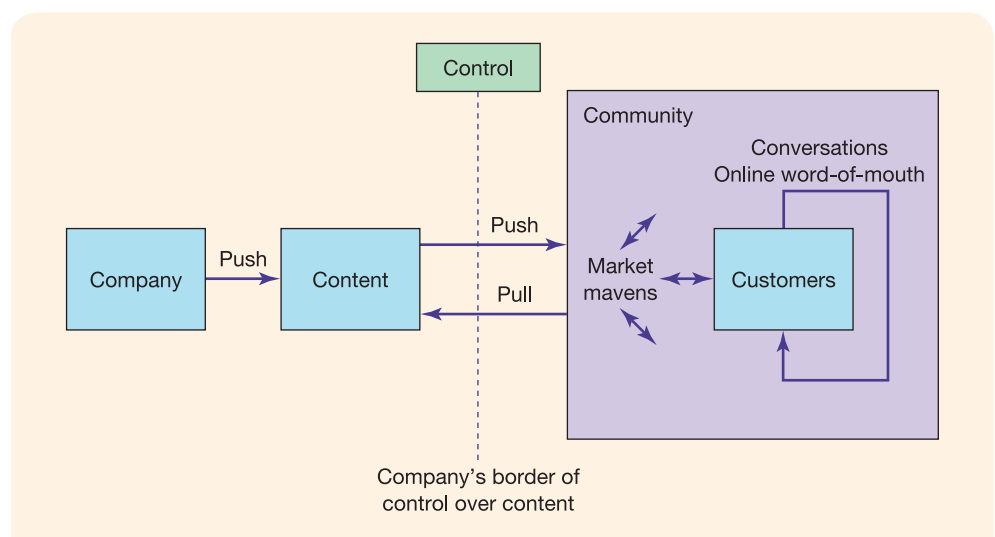 Control
Community
Conversations
Online word-of-mouth
Push
Push
Company
Content
Market
mavens
Customers
Pull
Company’s border of
control over content